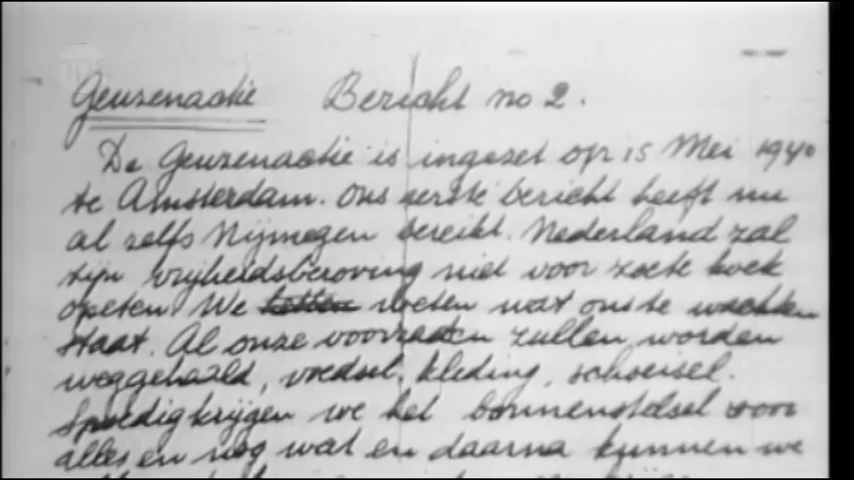 Geuzenactie Bericht no 2.
De Geuzenactie is ingezet op 15 Mei 1940
te Amsterdam. Ons eerste bericht heeft nu
al zelfs Nijmegen bereikt. Nederland zal
zijn vrijheidsberoving niet voor zoete koek
opeten. We weten wat ons te wachten
staat. Al onze voorraden zullen worden
weggehaald, voedsel, kleding, schoeisel.
Spoedig krijgen we het bonnenstelsel voor
alles en nog wat en daarna kunnen we